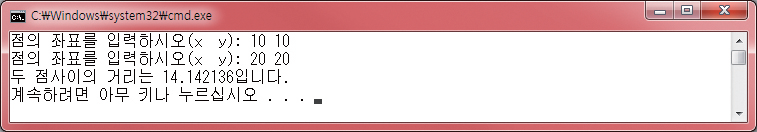 C:\Windows\system32\cmd.exe
점의 좌표를 입력하시오(x  y): 10 10
점의 좌표를 입력하시오(x  y): 20 20
두 점사이의 거리는 14.142136입니다.
계속하려면 아무 키나 누르십시오 . . .